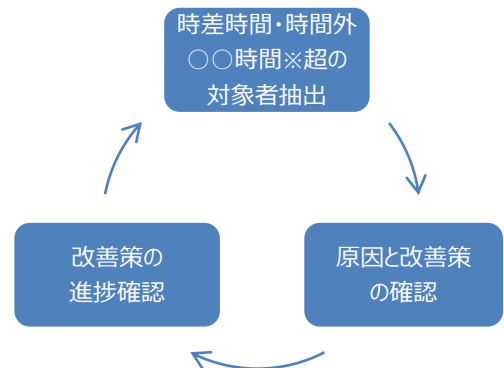 時差時間・時間外
○○時間※超の
対象者抽出
改善策の
進捗確認
原因と改善策
の確認